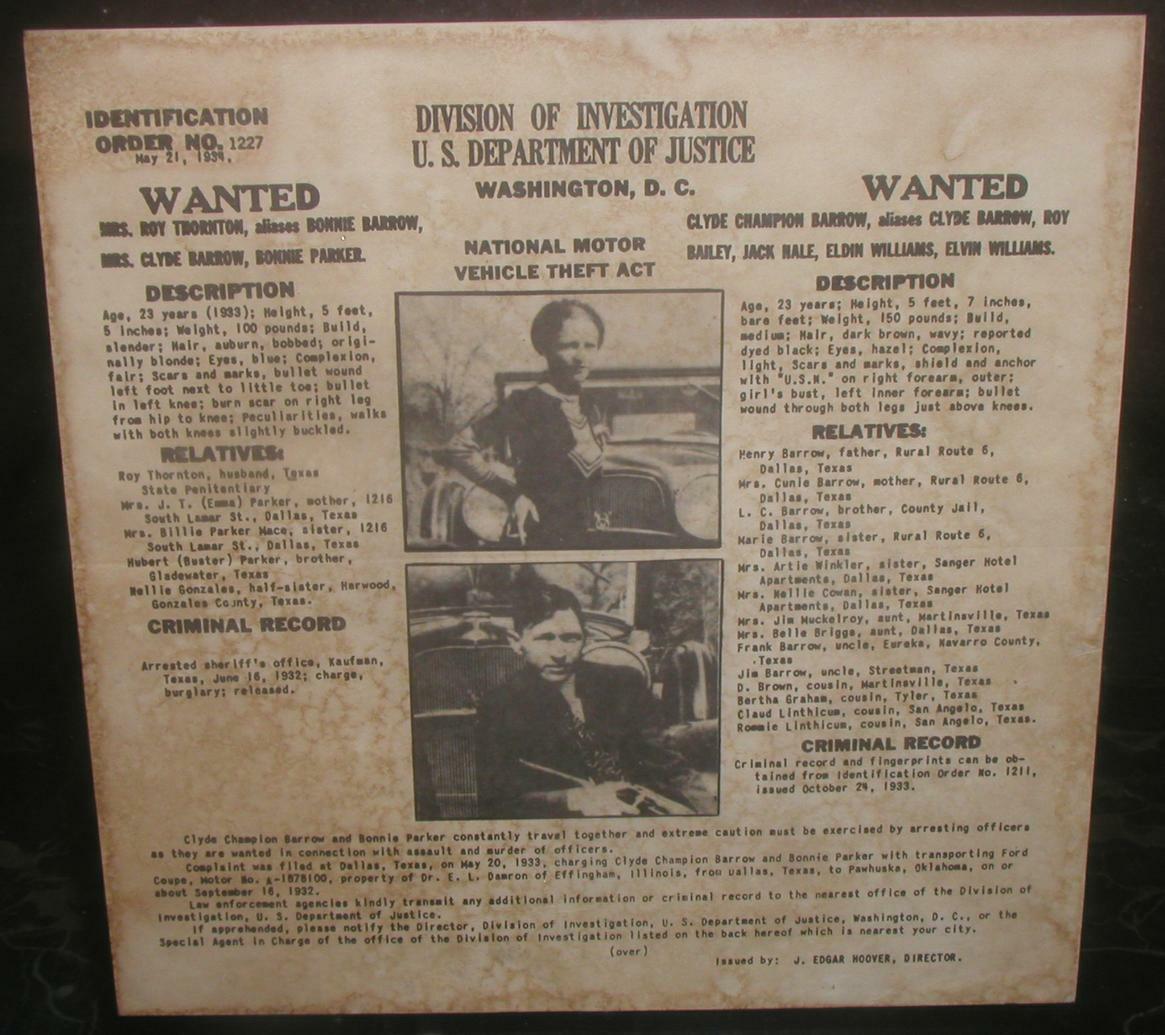 IDENTIFICATION
ORDER NO. 1227
May 21, 1934.
DIVISION OF INVESTIGATION
U. S. DEPARTMENT OF JUSTICE
WASHINGTON, D. C.
WANTED
MRS. ROY THORNTON, aliases BONNIE BARROW,
MRS. CLYDE BARROW, BONNIE PARKER.
DESCRIPTION
Age, 23 years (1933); Height, 5 feet,
5 inches; Weight, 100 pounds; Build,
slender; Hair, auburn, bobbed; origi-
nally blonde; Eyes, blue; Complexion,
fair; Scars and marks, bullet wound
left foot next to little toe; bullet
in left knee; burn scar on right leg
from hip to knee; Peculiarities, walks
with both knees slightly buckled.
RELATIVES:
Roy Thornton, husband, Texas
State Penitentiary
Mrs. J. T. (Emma) Parker, mother, 1216
South Lamar St., Dallas, Texas
Mrs. Billie Parker Mace, sister, 1216
South Lamar St., Dallas, Texas
Hubert (Buster) Parker, brother,
Gladewater, Texas
Nellie Gonzales, half-sister, Harwood,
Gonzales County, Texas.
CRIMINAL RECORD
Arrested sheriff's office, Kaufman,
Texas, June 16, 1932; charge,
burglary; released.
NATIONAL MOTOR
VEHICLE THEFT ACT
WANTED
CLYDE CHAMPION BARROW, aliases CLYDE BARROW, ROY
BAILEY, JACK HALE, ELDIN WILLIAMS, ELVIN WILLIAMS.
DESCRIPTION
Age, 23 years; Height, 5 feet, 7 inches,
bare feet; Weight, 150 pounds; Build,
medium; Hair, dark brown, wavy; reported
dyed black; Eyes, hazel; Complexion,
light, Scars and marks, shield and anchor
with "U.S.N." on right forearm, outer;
girl's bust, left inner forearm; bullet
wound through both legs just above knees.
RELATIVES:
Henry Barrow, father, Rural Route 6,
Dallas, Texas
Mrs. Cunie Barrow, mother, Rural Route 6,
Dallas, Texas
L. C. Barrow, brother, County Jail,
Dallas, Texas
Marie Barrow, sister, Rural Route 6,
Dallas, Texas
Mrs. Artie Winkler, sister, Sanger Hotel
Apartments, Dallas, Texas
Mrs. Nellie Cowan, sister, Sanger Hotel
Apartments, Dallas, Texas
Mrs. Jim Muckelroy, aunt, Martinsville, Texas
Mrs. Belle Briggs, aunt, Dallas, Texas
Frank Barrow, uncle, Eureka, Navarro County,
Texas
Jim Barrow, uncle, Streetman, Texas
D. Brown, cousin, Martinsville, Texas
Bertha Graham, cousin, Tyler, Texas
Claud Linthicum, cousin, San Angelo, Texas
Rommie Linthicum, cousin, San Angelo, Texas.
CRIMINAL RECORD
Criminal record and fingerprints can be ob-
tained from Identification Order No. 1211,
issued October 24, 1933.
Clyde Champion Barrow and Bonnie Parker constantly travel together and extreme caution must be exercised by arresting officers
as they are wanted in connection with assault and murder of officers.
Complaint was filed at Dallas, Texas, on May 20, 1933, charging Clyde Champion Barrow and Bonnie Parker with transporting Ford
Coupe, Motor No. A-1878100, property of Dr. E. L. Damron of Effingham, Illinois, from Dallas, Texas, to Pawhuska, Oklahoma, on or
about September 16, 1932.
Law enforcement agencies kindly transmit any additional information or criminal record to the nearest office of the Division of
Investigation, U. S. Department of Justice.
If apprehended, please notify the Director, Division of Investigation, U. S. Department of Justice, Washington, D. C., or the
Special Agent in Charge of the office of the Division of Investigation listed on the back hereof which is nearest your city.
(over)
Issued by: J. EDGAR HOOVER, DIRECTOR.